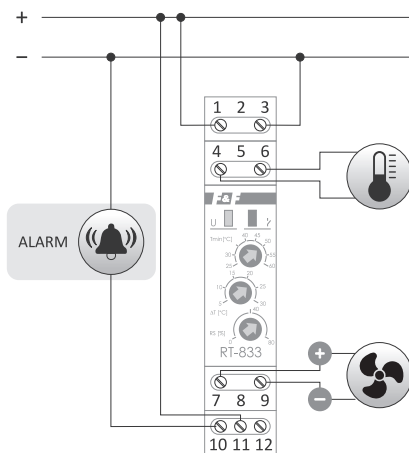 +
−
1 2 3
4 5 6
F&F
U
tmin [°C]
40 45
35 50
30 55
25 60
15 20
10 25
5 30
ΔT [°C]
40
RS [%]
0 80
RT-833
ALARM
+
−
7 8 9
10 11 12